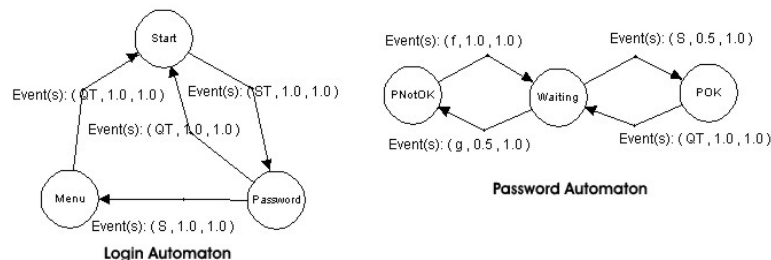 Start
Event(s): (QT, 1.0, 1.0)
Event(s): (ST, 1.0, 1.0)
Event(s): (QT, 1.0, 1.0)
Menu
Password
Event(s): (S, 1.0, 1.0)
Login Automaton
Event(s): (f, 1.0, 1.0)
Event(s): (S, 0.5, 1.0)
PNotOK
Waiting
POK
Event(s): (g, 0.5, 1.0)
Event(s): (QT, 1.0, 1.0)
Password Automaton